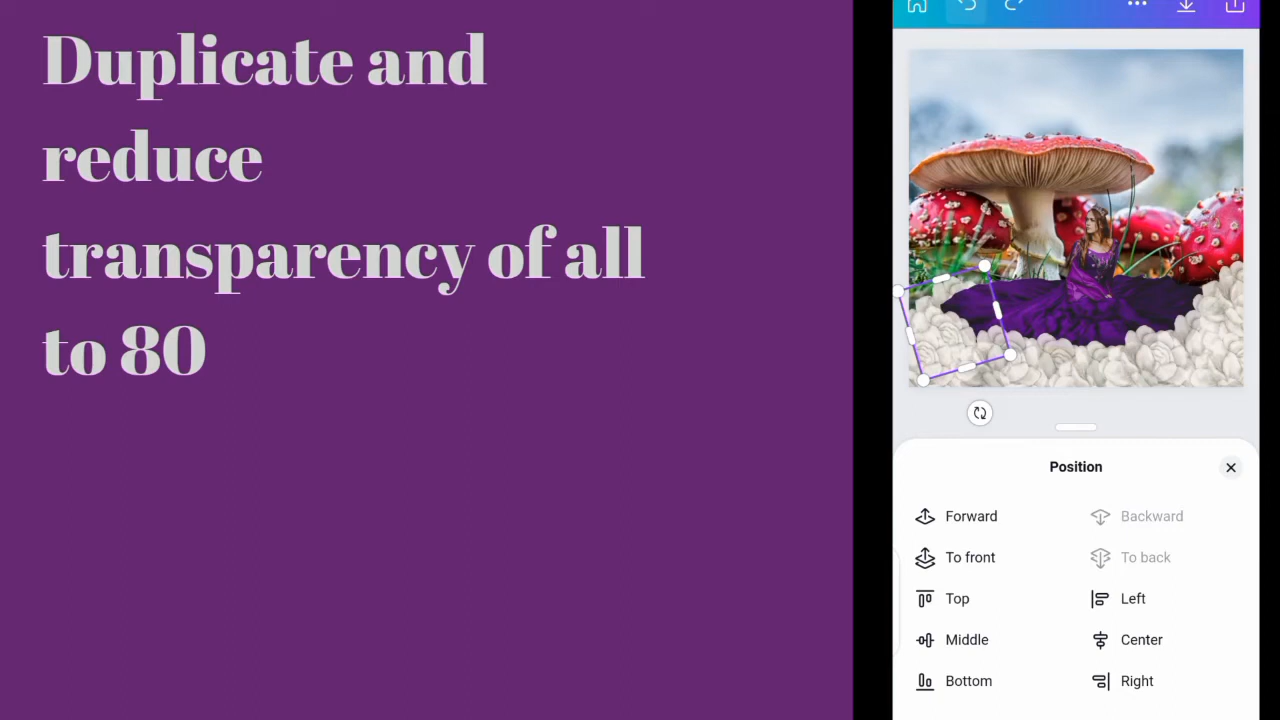 Duplicate and
reduce
transparency of all
to 80
Position
Forward
Backward
To front
To back
Top
Left
Middle
Center
Bottom
Right